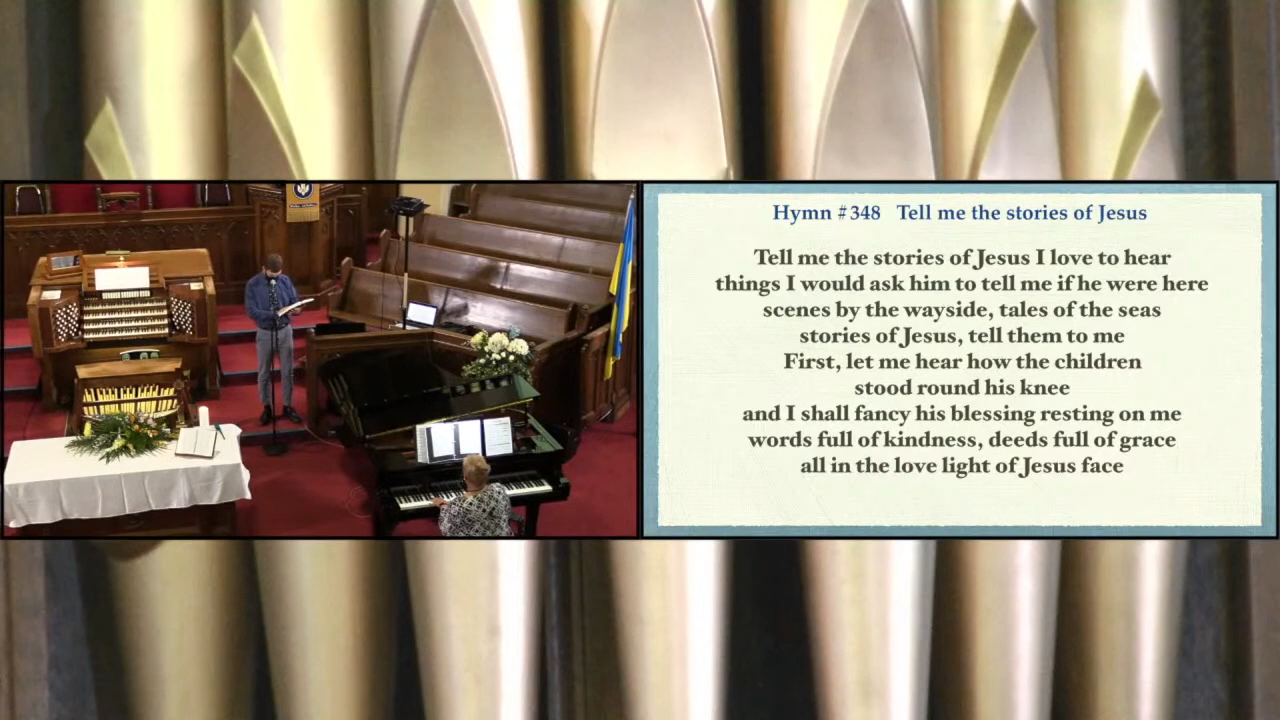 Hymn #348 Tell me the stories of Jesus
Tell me the stories of Jesus I love to hear
things I would ask him to tell me if he were here
scenes by the wayside, tales of the seas
stories of Jesus, tell them to me
First, let me hear how the children
stood round his knee
and I shall fancy his blessing resting on me
words full of kindness, deeds full of grace
all in the love light of Jesus face